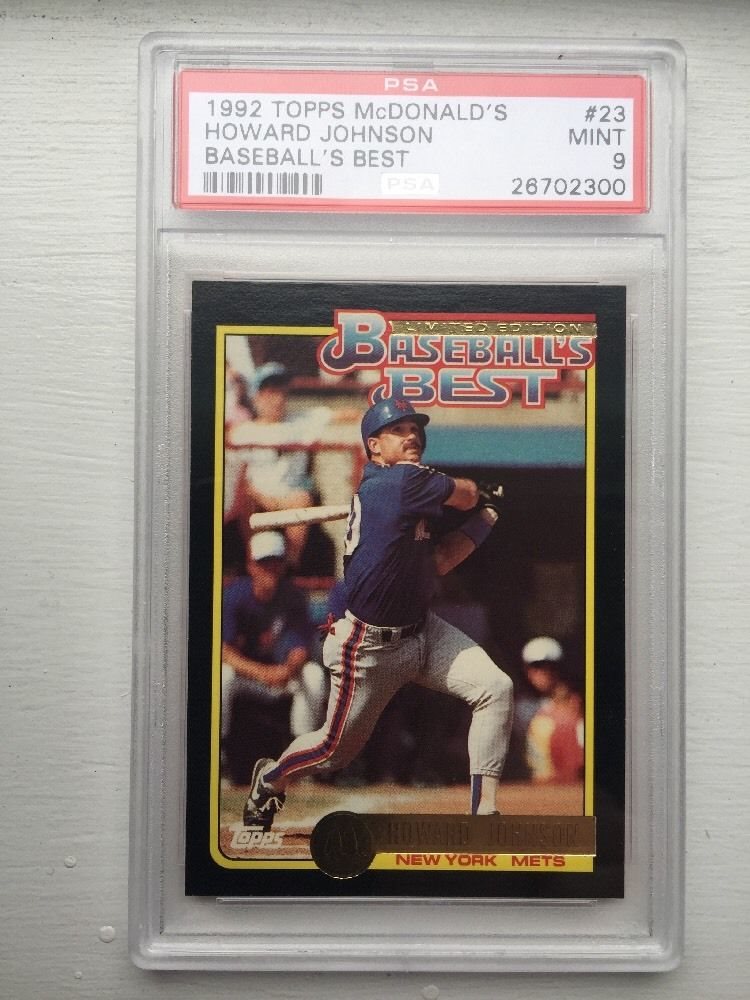 PSA
1992 TOPPS McDONALD'S #23
HOWARD JOHNSON MINT
BASEBALL'S BEST 9
PSA 26702300
LIMITED EDITION
BASEBALL'S
BEST
Topps
HOWARD JOHNSON
NEW YORK METS